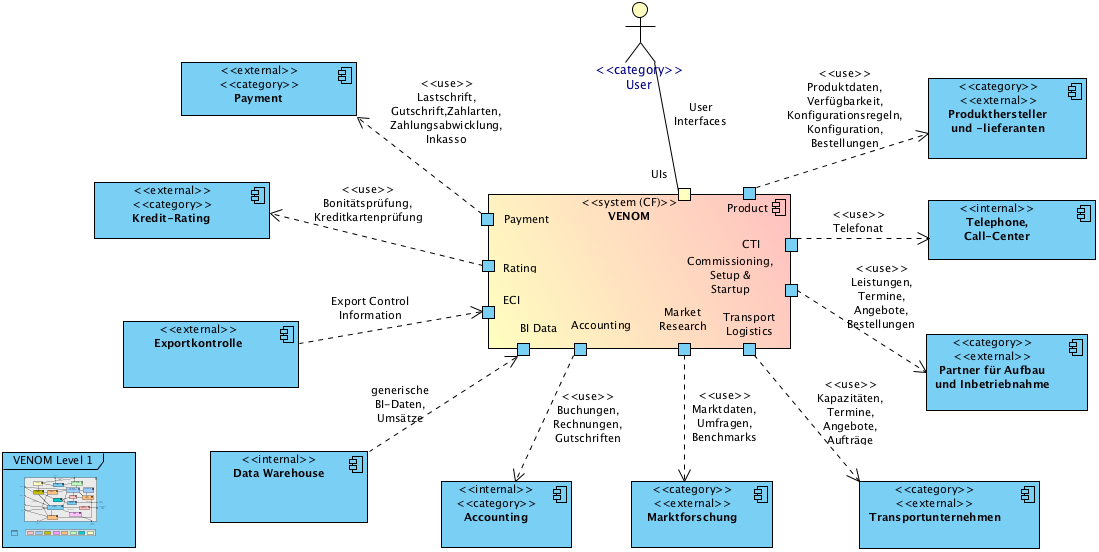 <<category>>
User
User
Interfaces
UIs
<<external>>
<<category>>
Payment
<<use>>
Lastschrift,
Gutschrift,Zahlarten,
Zahlungsabwicklung,
Inkasso
<<use>>
Produktdaten,
Verfügbarkeit,
Konfigurationsregeln,
Konfiguration,
Bestellungen
<<category>>
<<external>>
Produkthersteller
und -lieferanten
<<external>>
<<category>>
Kredit-Rating
<<use>>
Bonitätsprüfung,
Kreditkartenprüfung
<<system (CF)>>
VENOM
Product
Payment
CTI
Commissioning,
Setup &
Startup
Rating
ECI
BI Data
Accounting
Market
Research
Transport
Logistics
<<use>>
Telefonat
<<internal>>
Telephone,
Call-Center
<<use>>
Leistungen,
Termine,
Angebote,
Bestellungen
Export Control
Information
<<external>>
Exportkontrolle
<<category>>
<<external>>
Partner für Aufbau
und Inbetriebnahme
generische
BI-Daten,
Umsätze
<<use>>
Buchungen,
Rechnungen,
Gutschriften
<<use>>
Marktdaten,
Umfragen,
Benchmarks
<<use>>
Kapazitäten,
Termine,
Angebote,
Aufträge
VENOM Level 1
<<internal>>
Data Warehouse
<<internal>>
<<category>>
Accounting
<<category>>
<<external>>
Marktforschung
<<category>>
<<external>>
Transportunternehmen